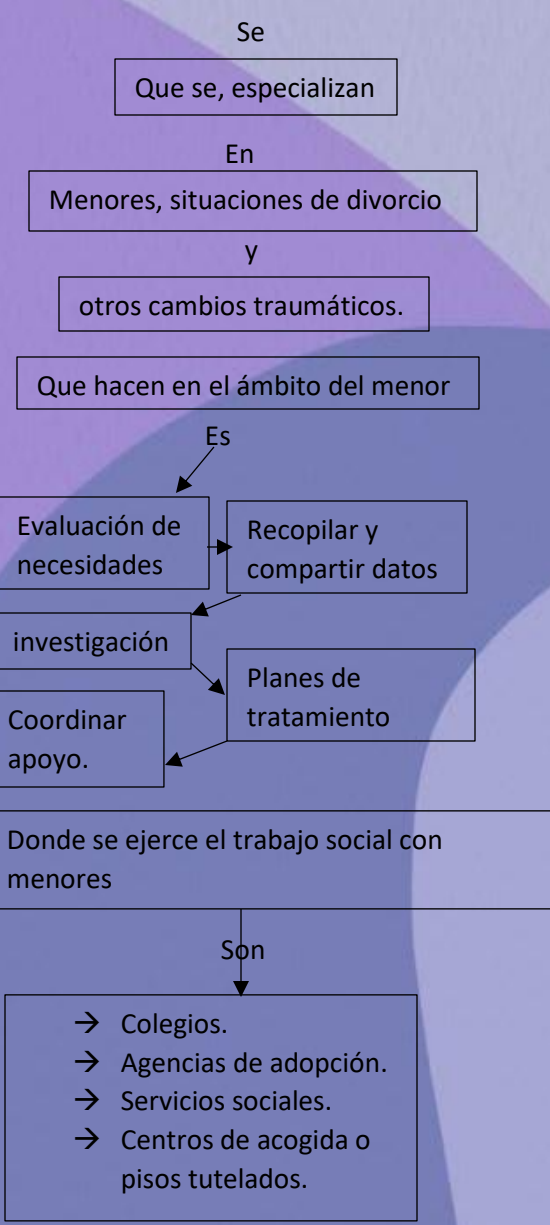 Se
Que se, especializan
En
Menores, situaciones de divorcio
y
otros cambios traumáticos.
Que hacen en el ámbito del menor
Es
Evaluación de
necesidades
Recopilar y
compartir datos
investigación
Planes de
tratamiento
Coordinar
apoyo.
Donde se ejerce el trabajo social con
menores
Son
→ Colegios.
→ Agencias de adopción.
→ Servicios sociales.
→ Centros de acogida o
pisos tutelados.